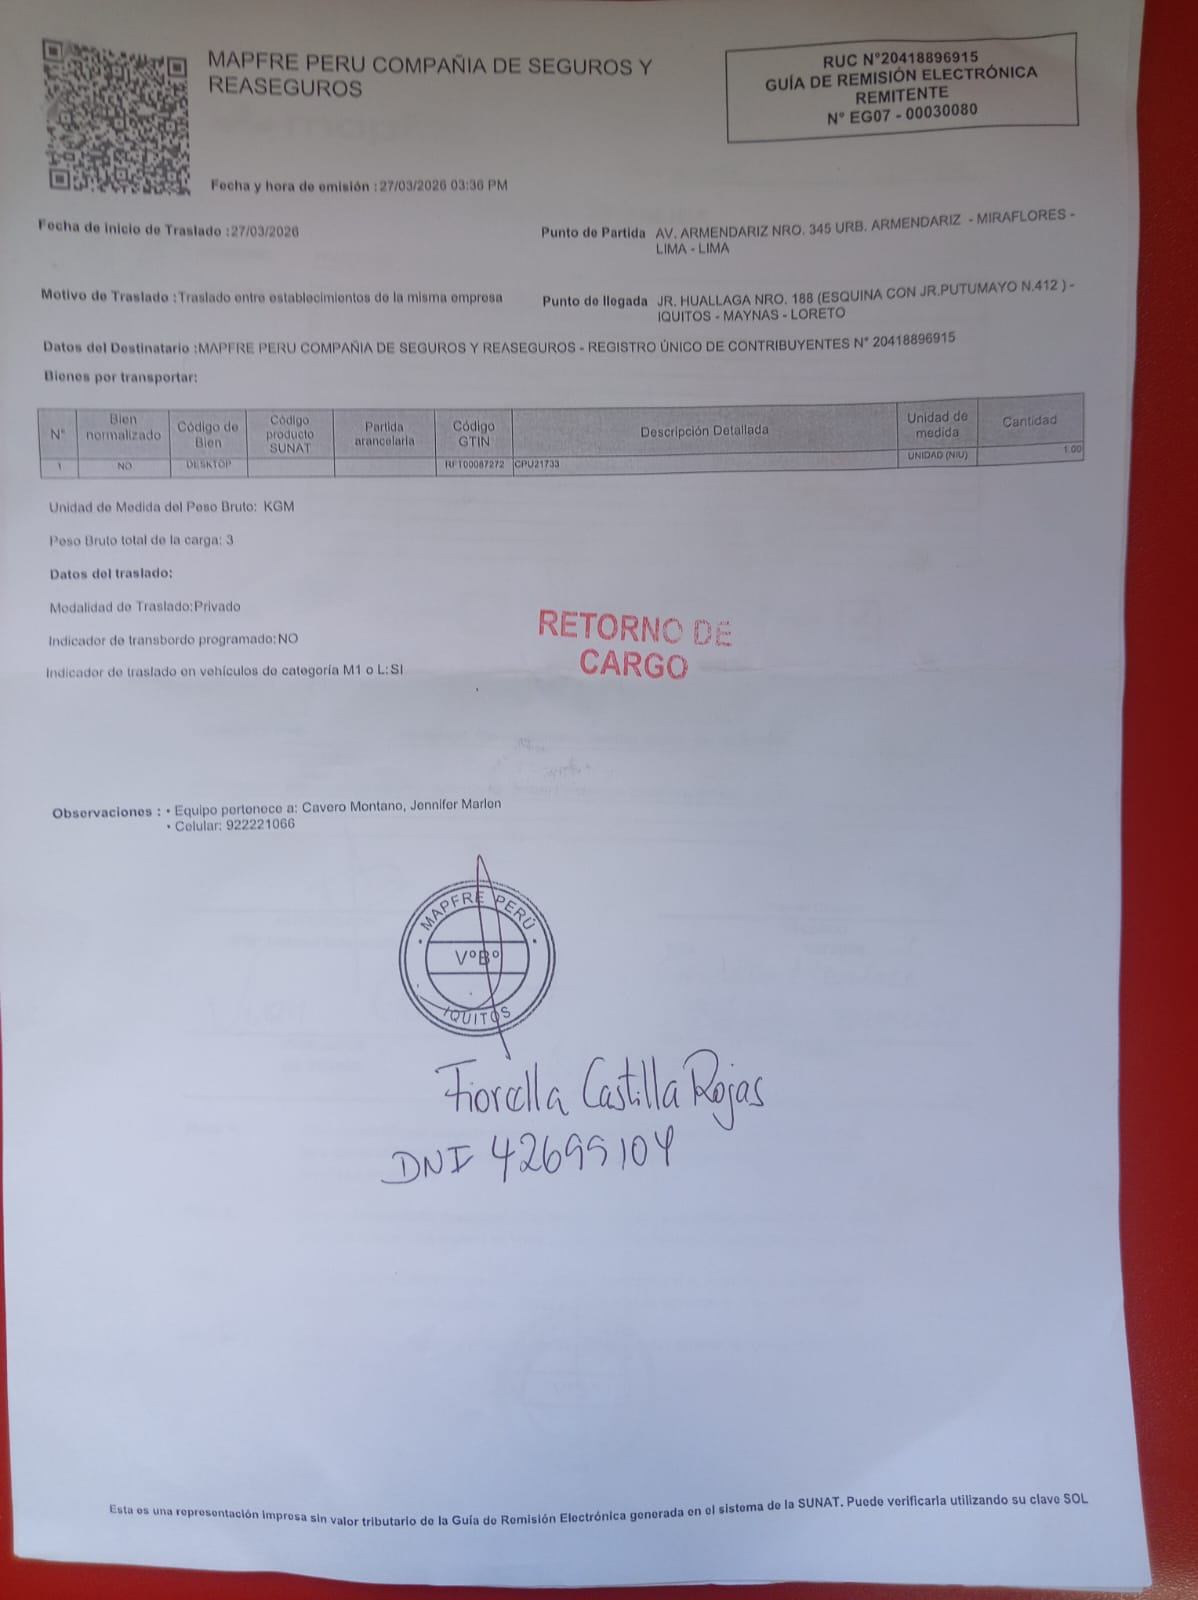 MAPFRE PERU COMPAÑIA DE SEGUROS Y
REASEGUROS
RUC N°20418896915
GUÍA DE REMISIÓN ELECTRÓNICA
REMITENTE
N° EG07 - 00030080
Fecha y hora de emisión : 27/03/2026 03:36 PM
Fecha de inicio de Traslado : 27/03/2026
Punto de Partida AV. ARMENDARIZ NRO. 345 URB. ARMENDARIZ - MIRAFLORES -
LIMA - LIMA
Motivo de Traslado : Traslado entre establecimientos de la misma empresa
Punto de llegada JR. HUALLAGA NRO. 188 (ESQUINA CON JR.PUTUMAYO N.412 ) -
IQUITOS - MAYNAS - LORETO
Datos del Destinatario :MAPFRE PERU COMPAÑIA DE SEGUROS Y REASEGUROS - REGISTRO ÚNICO DE CONTRIBUYENTES N° 20418896915
Bienes por transportar:
N° Bien normalizado Código de Bien Código producto SUNAT Partida arancelaria Código GTIN Descripción Detallada Unidad de medida Cantidad
1 NO DESKTOP RFT00087272 CPU21733 UNIDAD (NIU) 1.00
Unidad de Medida del Peso Bruto: KGM
Peso Bruto total de la carga: 3
Datos del traslado:
Modalidad de Traslado:Privado
Indicador de transbordo programado:NO
Indicador de traslado en vehículos de categoría M1 o L:SI
RETORNO DE
CARGO
Observaciones : • Equipo pertenece a: Cavero Montano, Jennifer Marlen
• Celular: 922221066
MAPFRE PERÚ
V°B°
IQUITOS
Fiorella Castilla Rojas
DNI 42699104
Esta es una representación impresa sin valor tributario de la Guía de Remisión Electrónica generada en el sistema de la SUNAT. Puede verificarla utilizando su clave SOL